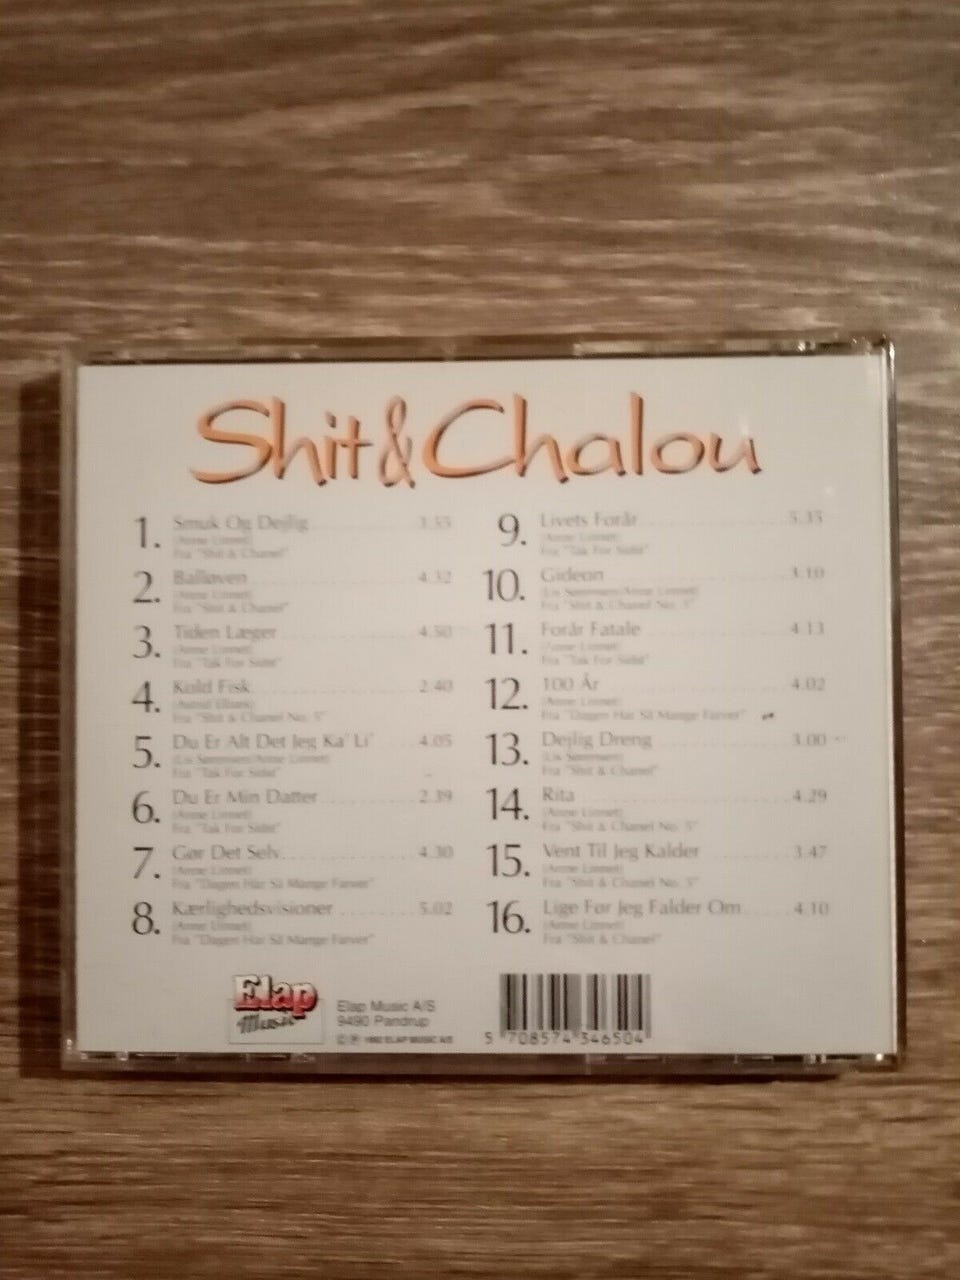 Shit & Chalou
1. Smuk Og Dejlig 3.55
(Anne Linnet)
Fra "Shit & Chanel"
2. Balløven 4.32
(Anne Linnet)
Fra "Shit & Chanel"
3. Tiden Læger 4.50
(Anne Linnet)
Fra "Tak For Sidst"
4. Kold Fisk 2.40
(Astrid Elbæk)
Fra "Shit & Chanel No. 5"
5. Du Er Alt Det Jeg Ka' Li' 4.05
(Lis Sørensen/Anne Linnet)
Fra "Tak For Sidst"
6. Du Er Min Datter 2.39
(Anne Linnet)
Fra "Tak For Sidst"
7. Gør Det Selv 4.30
(Anne Linnet)
Fra "Dagen Har Så Mange Farver"
8. Kærlighedsvisioner 5.02
(Anne Linnet)
Fra "Dagen Har Så Mange Farver"
9. Livets Forår 5.35
(Anne Linnet)
Fra "Tak For Sidst"
10. Gideon 3.10
(Lis Sørensen/Anne Linnet)
Fra "Shit & Chanel No. 5"
11. Forår Fatale 4.13
(Anne Linnet)
Fra "Tak For Sidst"
12. 100 År 4.02
(Anne Linnet)
Fra "Dagen Har Så Mange Farver"
13. Dejlig Dreng 3.00
(Lis Sørensen)
Fra "Shit & Chanel"
14. Rita 4.29
(Anne Linnet)
Fra "Shit & Chanel No. 5"
15. Vent Til Jeg Kalder 3.47
(Anne Linnet)
Fra "Shit & Chanel No. 5"
16. Lige Før Jeg Falder Om 4.10
(Anne Linnet)
Fra "Shit & Chanel"
Elap
Music
Elap Music A/S
9490 Pandrup
© ℗ ELAP MUSIC A/S
5 708574 346504